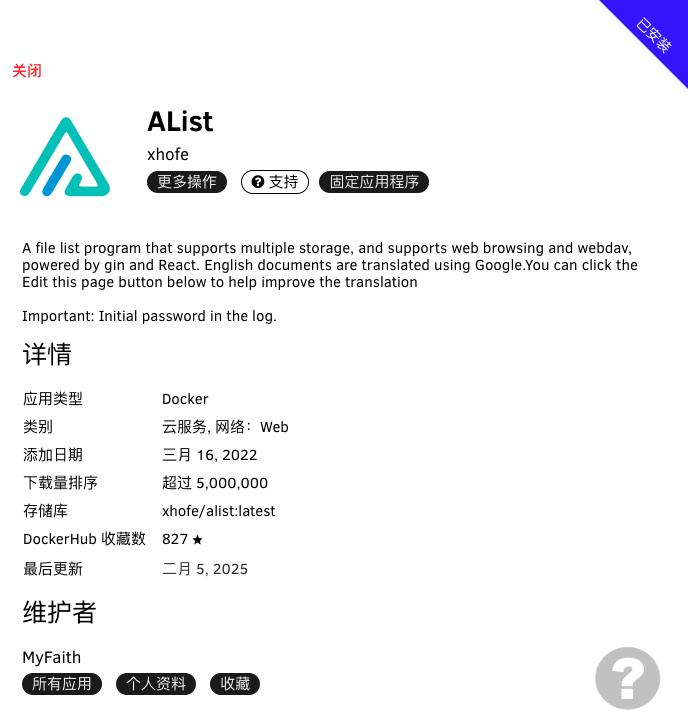 已安装
关闭
AList
xhofe
更多操作 支持 固定应用程序
A file list program that supports multiple storage, and supports web browsing and webdav,
powered by gin and React. English documents are translated using Google.You can click the
Edit this page button below to help improve the translation
Important: Initial password in the log.
详情
应用类型 Docker
类别 云服务, 网络：Web
添加日期 三月 16, 2022
下载量排序 超过 5,000,000
存储库 xhofe/alist:latest
DockerHub 收藏数 827 ★
最后更新 二月 5, 2025
维护者
MyFaith
所有应用 个人资料 收藏